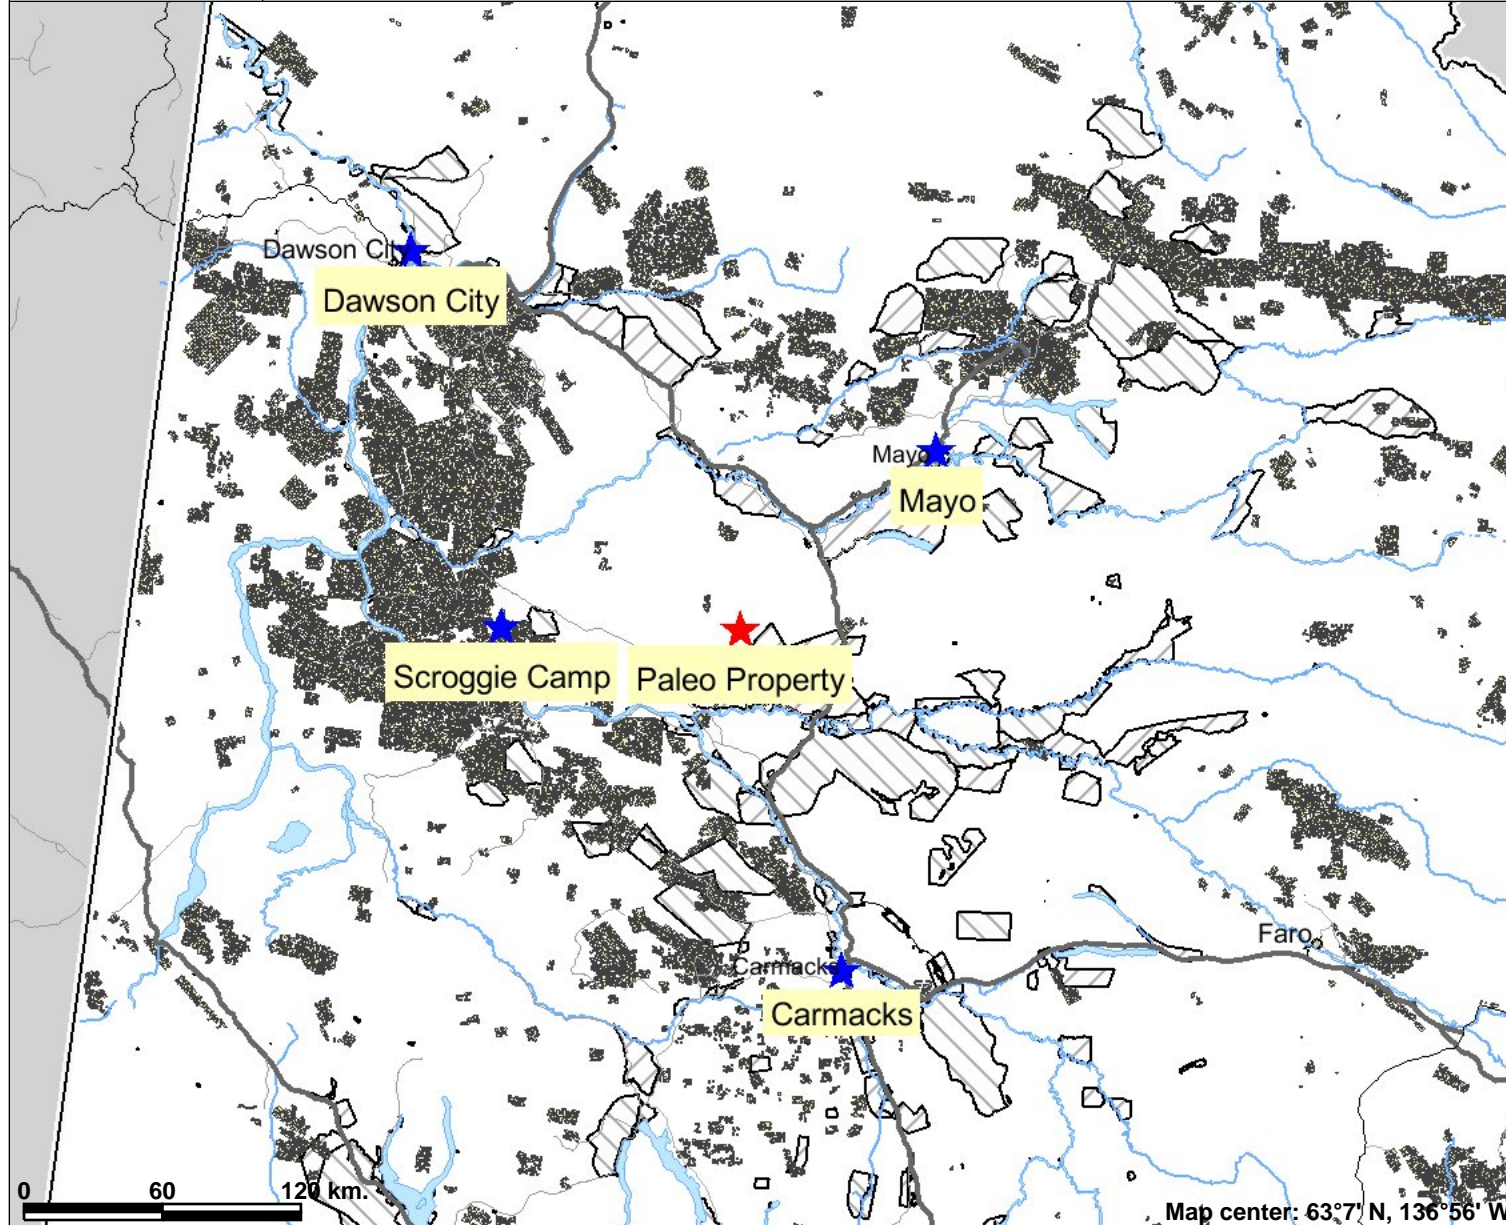 Dawson City
Dawson City
Mayo
Mayo
Scroggie Camp
Paleo Property
Faro
Carmacks
Carmacks
0 60 120 km.
Map center: 63°7' N, 136°56' W